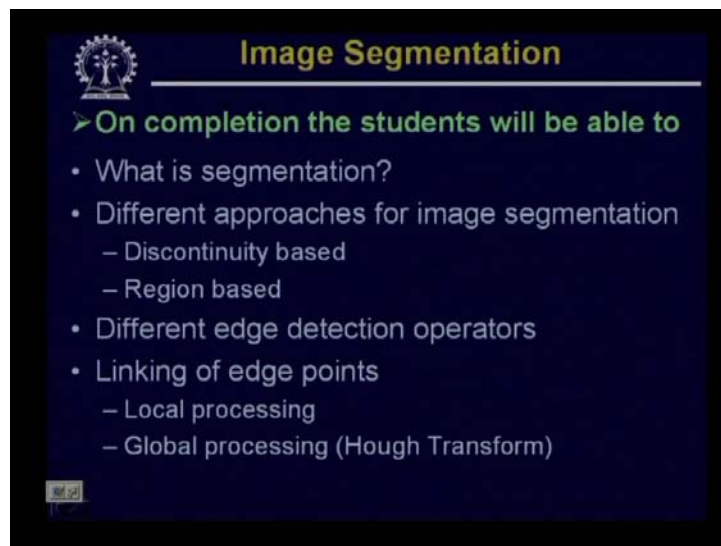 Image Segmentation
➢On completion the students will be able to
• What is segmentation?
• Different approaches for image segmentation
– Discontinuity based
– Region based
• Different edge detection operators
• Linking of edge points
– Local processing
– Global processing (Hough Transform)